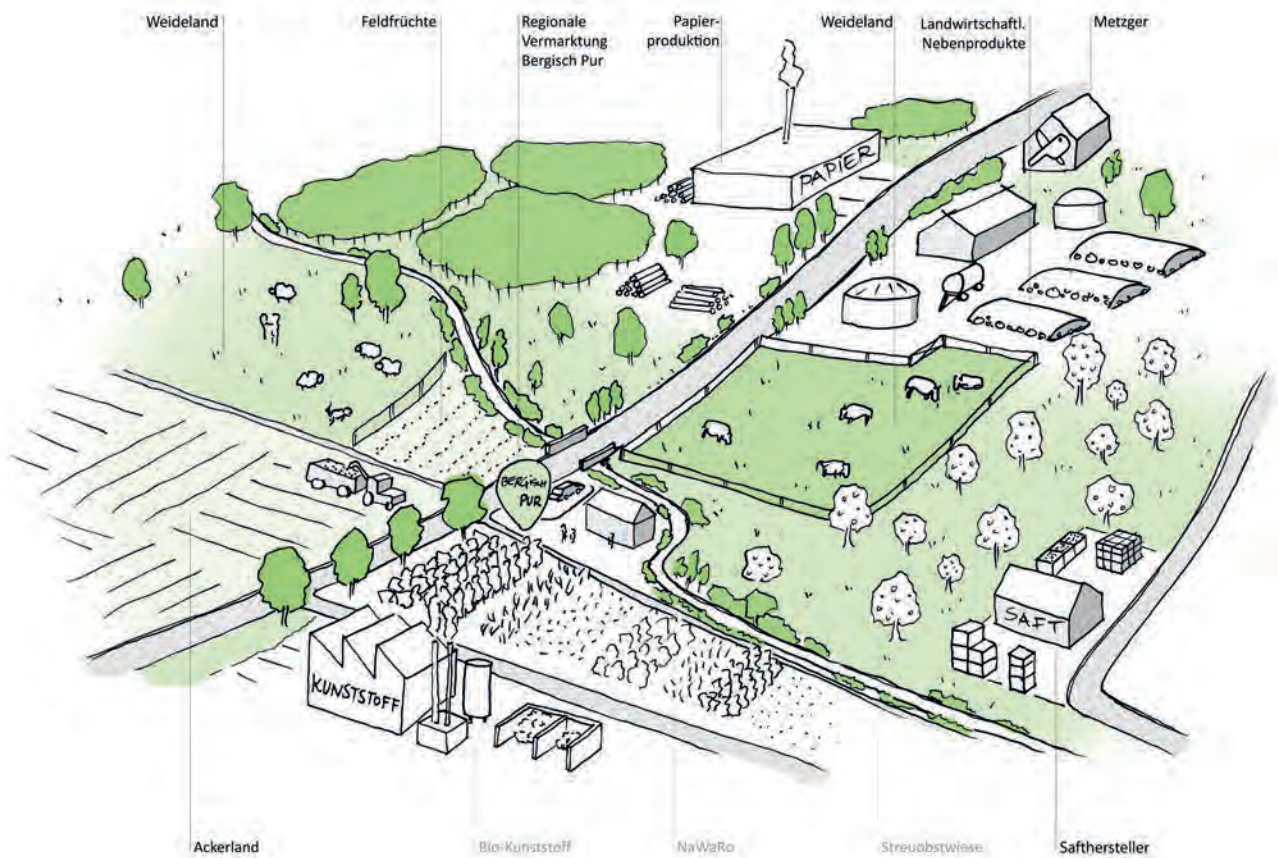 Weideland
Feldfrüchte
Regionale
Vermarktung
Bergisch Pur
Papier-
produktion
Weideland
Landwirtschaftl.
Nebenprodukte
Metzger
PAPIER
BERGISCH
PUR
SAFT
KUNSTSTOFF
Ackerland
Bio-Kunststoff
NaWaRo
Streuobstwiese
Safthersteller